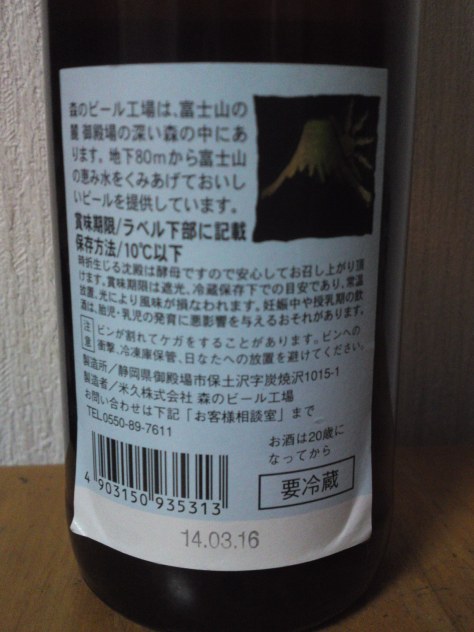 森のビール工場は、富士山の
麓 御殿場の深い森の中にあ
ります。地下80mから富士山
の恵み水をくみあげておいし
いビールを提供しています。
賞味期限/ラベル下部に記載
保存方法/10℃以下
時折生じる沈殿は酵母ですので安心してお召し上がり頂
けます。賞味期限は遮光、冷蔵保存下での目安であり、常温
放置、光により風味が損なわれます。妊娠中や授乳期の飲
酒は、胎児・乳児の発育に悪影響を与えるおそれがあります。
注意 ビンが割れてケガをすることがあります。ビンへの
衝撃、冷凍庫保管、日なたへの放置を避けてください。
製造所/静岡県御殿場市保土沢字炭焼沢1015-1
製造者/米久株式会社 森のビール工場
お問い合わせは下記「お客様相談室」まで
TEL0550-89-7611
お酒は20歳に
なってから
要冷蔵
4 903150 935313
14.03.16